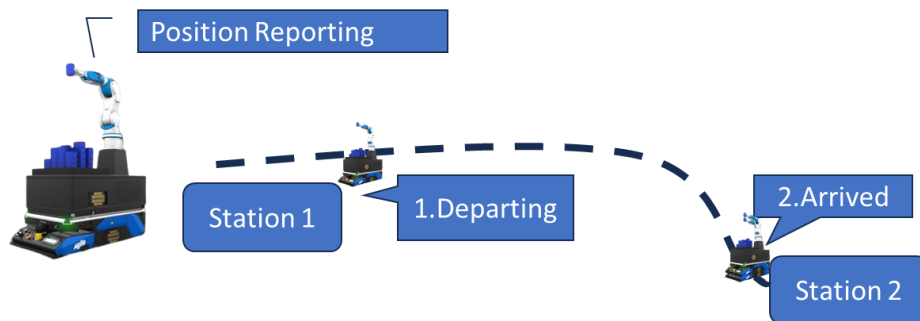 Position Reporting
Station 1
1.Departing
2.Arrived
Station 2